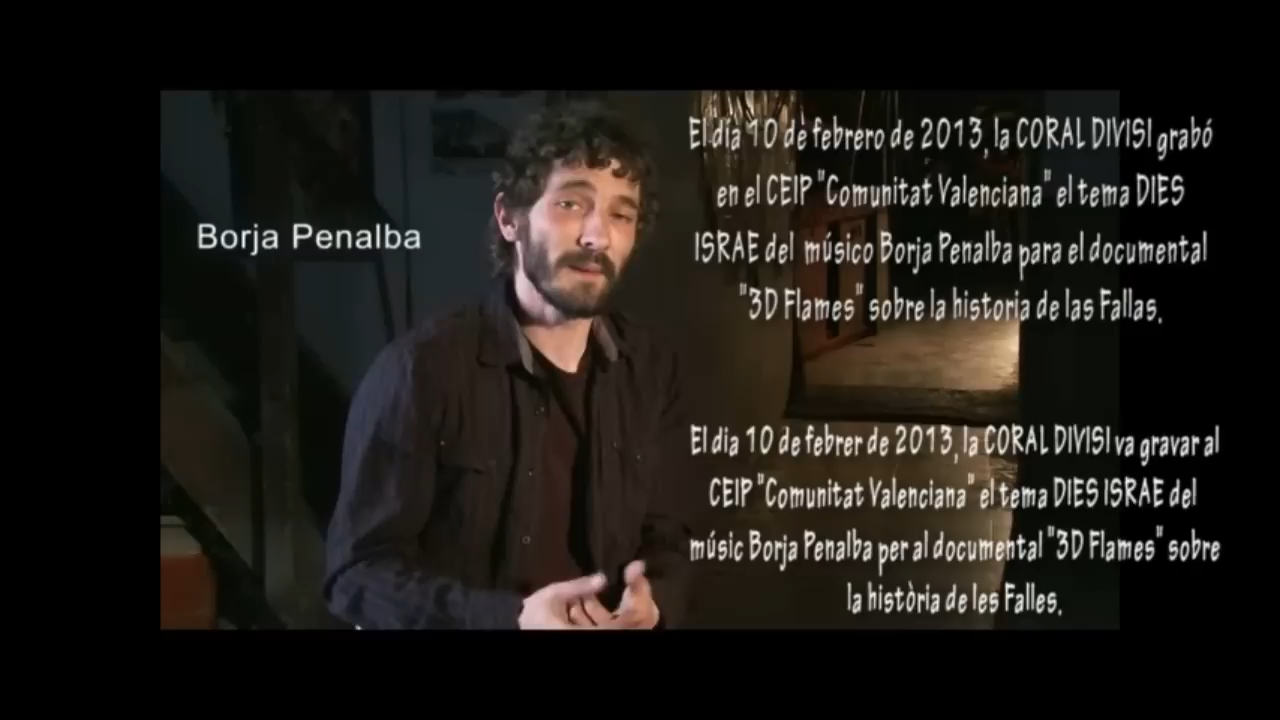 Borja Penalba
El dia 10 de febrero de 2013, la CORAL DIVISI grabó
en el CEIP "Comunitat Valenciana" el tema DIES
ISRAE del músico Borja Penalba para el documental
"3D Flames" sobre la historia de las Fallas.
El dia 10 de febrer de 2013, la CORAL DIVISI va gravar al
CEIP "Comunitat Valenciana" el tema DIES ISRAE del
músic Borja Penalba per al documental "3D Flames" sobre
la història de les Falles.